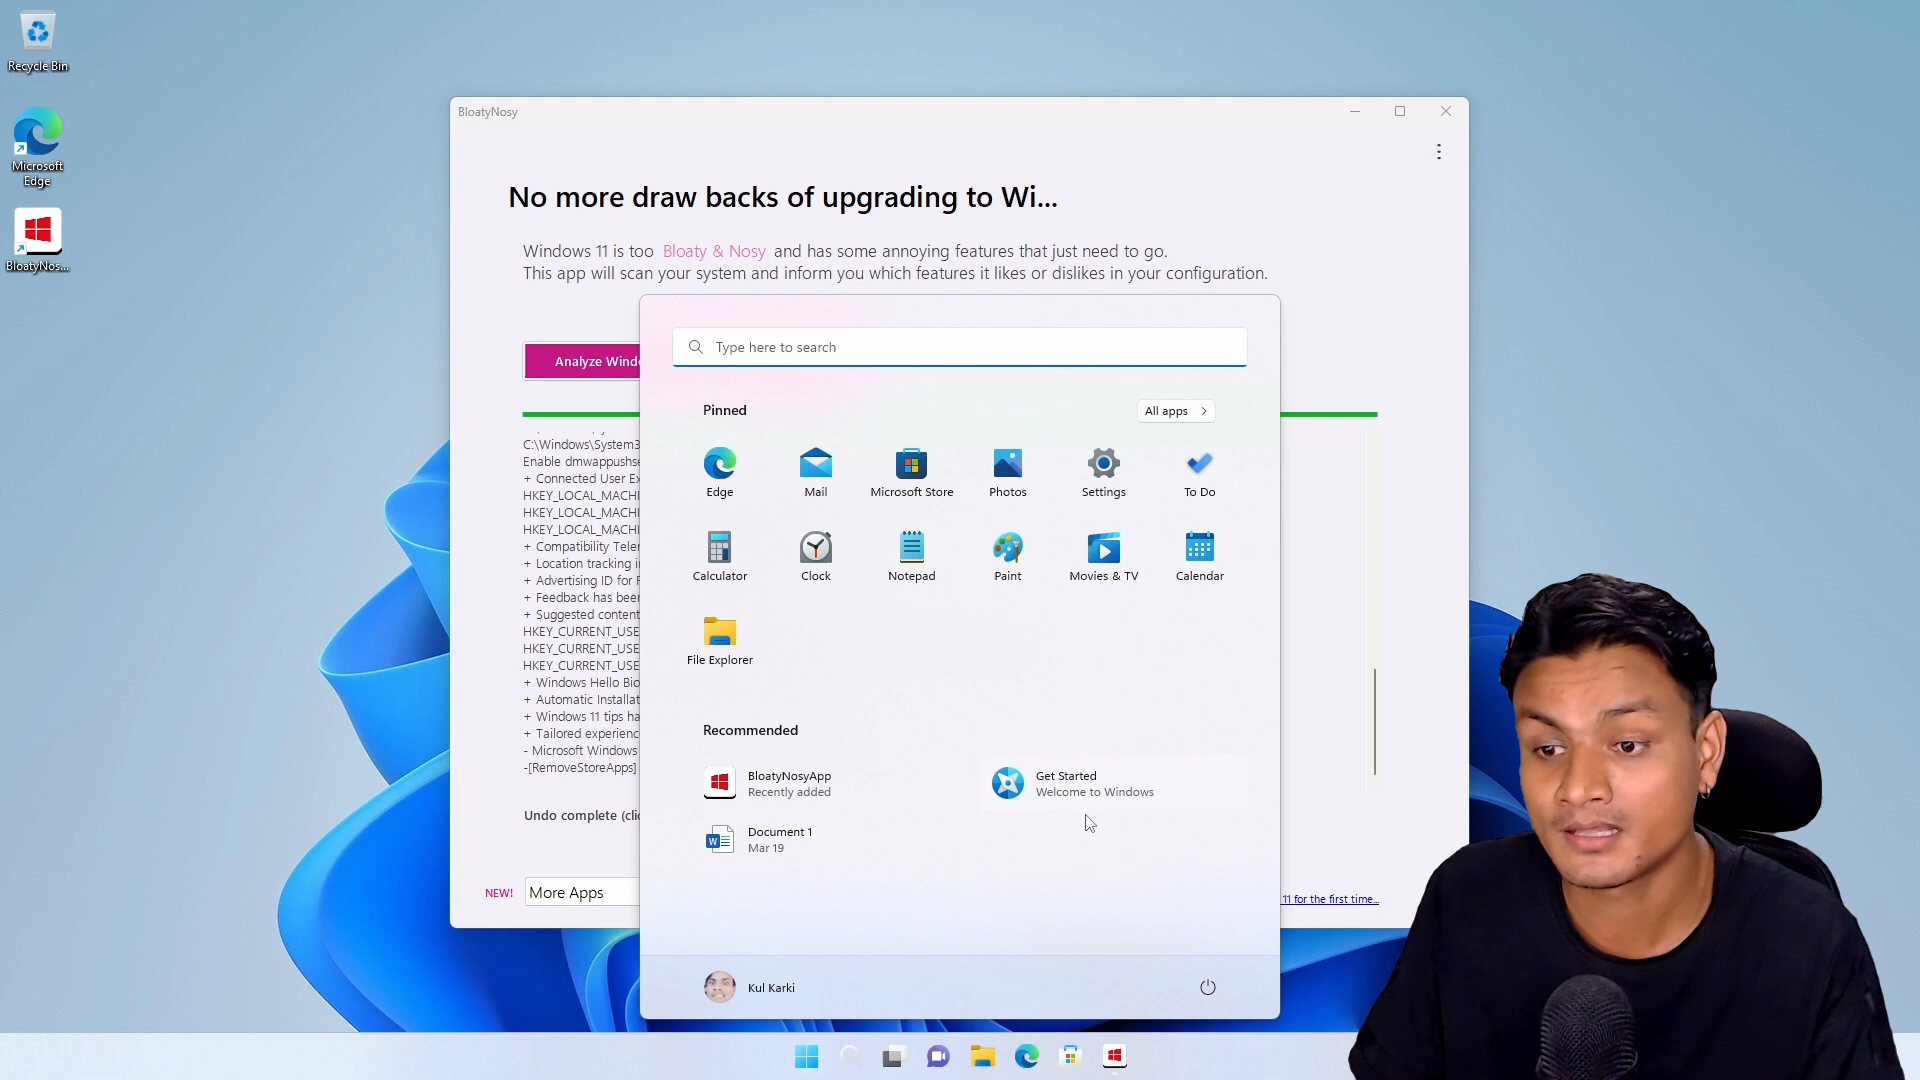 Recycle Bin
Microsoft
Edge
BloatyNos...
BloatyNosy
No more draw backs of upgrading to Wi...
Windows 11 is too Bloaty & Nosy and has some annoying features that just need to go.
This app will scan your system and inform you which features it likes or dislikes in your configuration.
Analyze Wind
C:\Windows\System3
Enable dmwappushse
+ Connected User Ex
HKEY_LOCAL_MACHI
HKEY_LOCAL_MACHI
HKEY_LOCAL_MACHI
+ Compatibility Teler
+ Location tracking i
+ Advertising ID for F
+ Feedback has been
+ Suggested content
HKEY_CURRENT_USE
HKEY_CURRENT_USE
HKEY_CURRENT_USE
+ Windows Hello Bio
+ Automatic Installat
+ Windows 11 tips ha
+ Tailored experienc
- Microsoft Windows
-[RemoveStoreApps]
Undo complete (clic
NEW!
More Apps
11 for the first time...
Type here to search
Pinned
All apps >
Edge
Mail
Microsoft Store
Photos
Settings
To Do
Calculator
Clock
Notepad
Paint
Movies & TV
Calendar
File Explorer
Recommended
BloatyNosyApp
Recently added
Get Started
Welcome to Windows
Document 1
Mar 19
Kul Karki